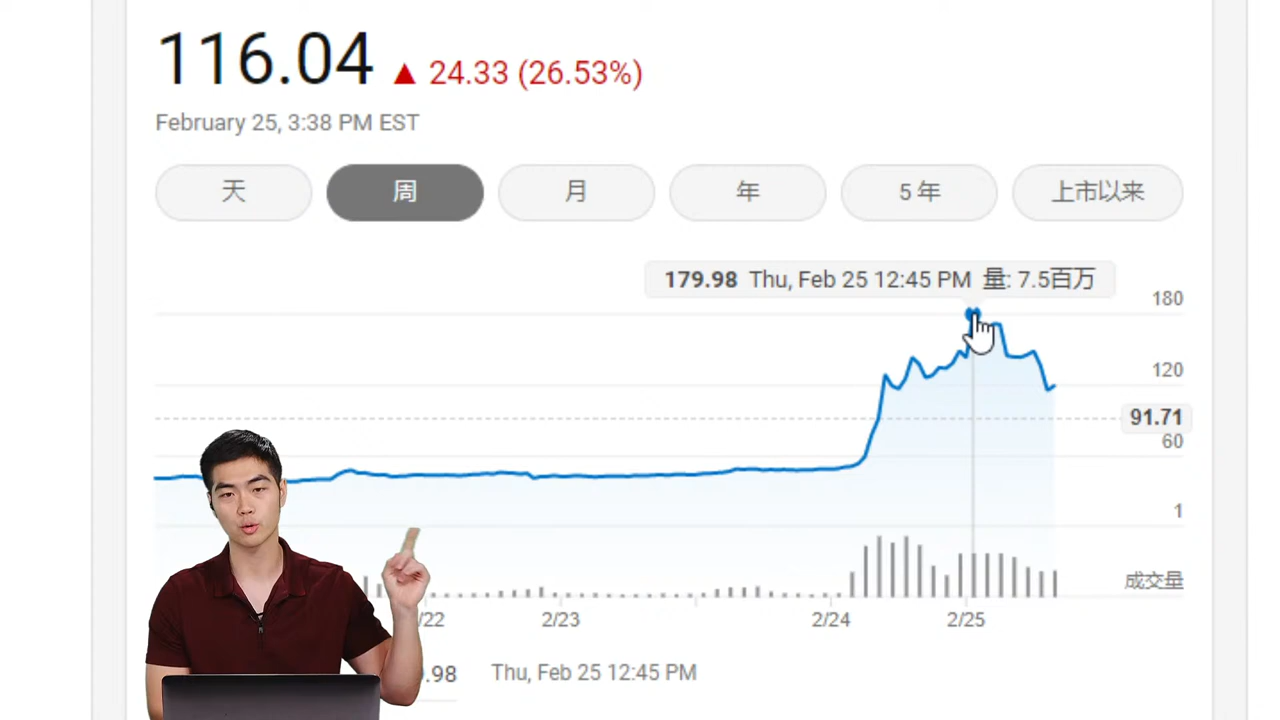 116.04 ▲ 24.33 (26.53%)
February 25, 3:38 PM EST
天 周 月 年 5 年 上市以来
179.98 Thu, Feb 25 12:45 PM 量: 7.5百万
180
120
91.71
60
1
成交量
/22 2/23 2/24 2/25
.98 Thu, Feb 25 12:45 PM